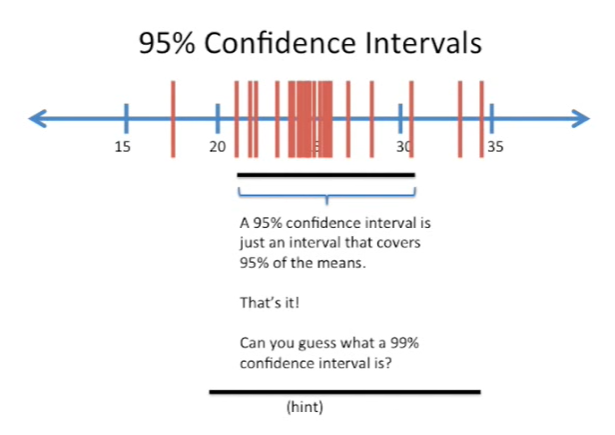 95% Confidence Intervals
15 20 30 35
A 95% confidence interval is
just an interval that covers
95% of the means.
That's it!
Can you guess what a 99%
confidence interval is?
(hint)